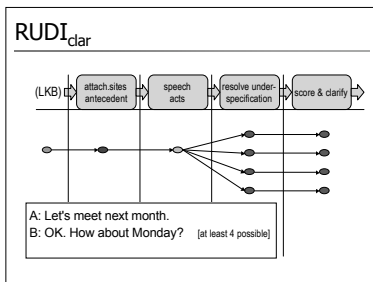 RUDIclar
(LKB)
attach.sites
antecedent
speech
acts
resolve under-
specification
score & clarify
A: Let's meet next month.
B: OK. How about Monday? [at least 4 possible]